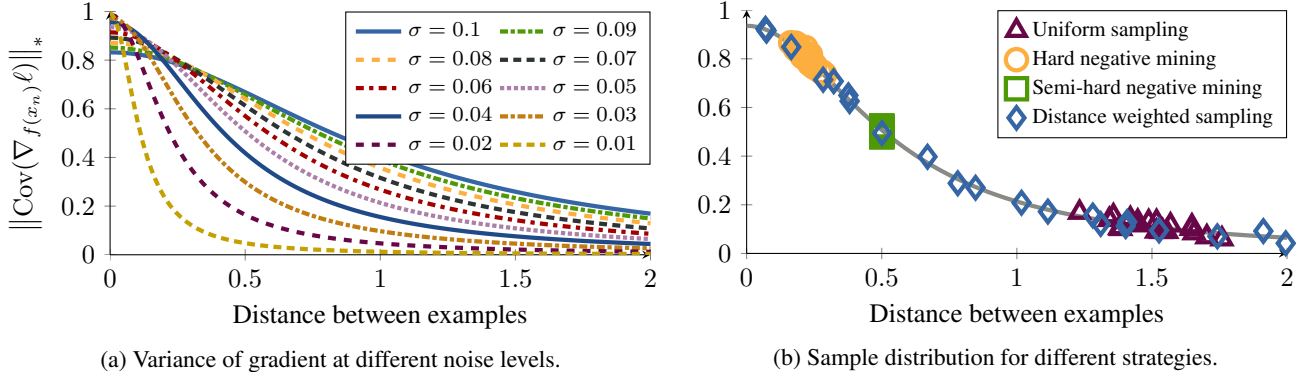 ‖Cov(∇f(xn)ℓ)‖*
1
0.8
0.6
0.4
0.2
0
0 0.5 1 1.5 2
Distance between examples
σ = 0.1 σ = 0.09
σ = 0.08 σ = 0.07
σ = 0.06 σ = 0.05
σ = 0.04 σ = 0.03
σ = 0.02 σ = 0.01
(a) Variance of gradient at different noise levels.
1
0.8
0.6
0.4
0.2
0
0 0.5 1 1.5 2
Distance between examples
Uniform sampling
Hard negative mining
Semi-hard negative mining
Distance weighted sampling
(b) Sample distribution for different strategies.